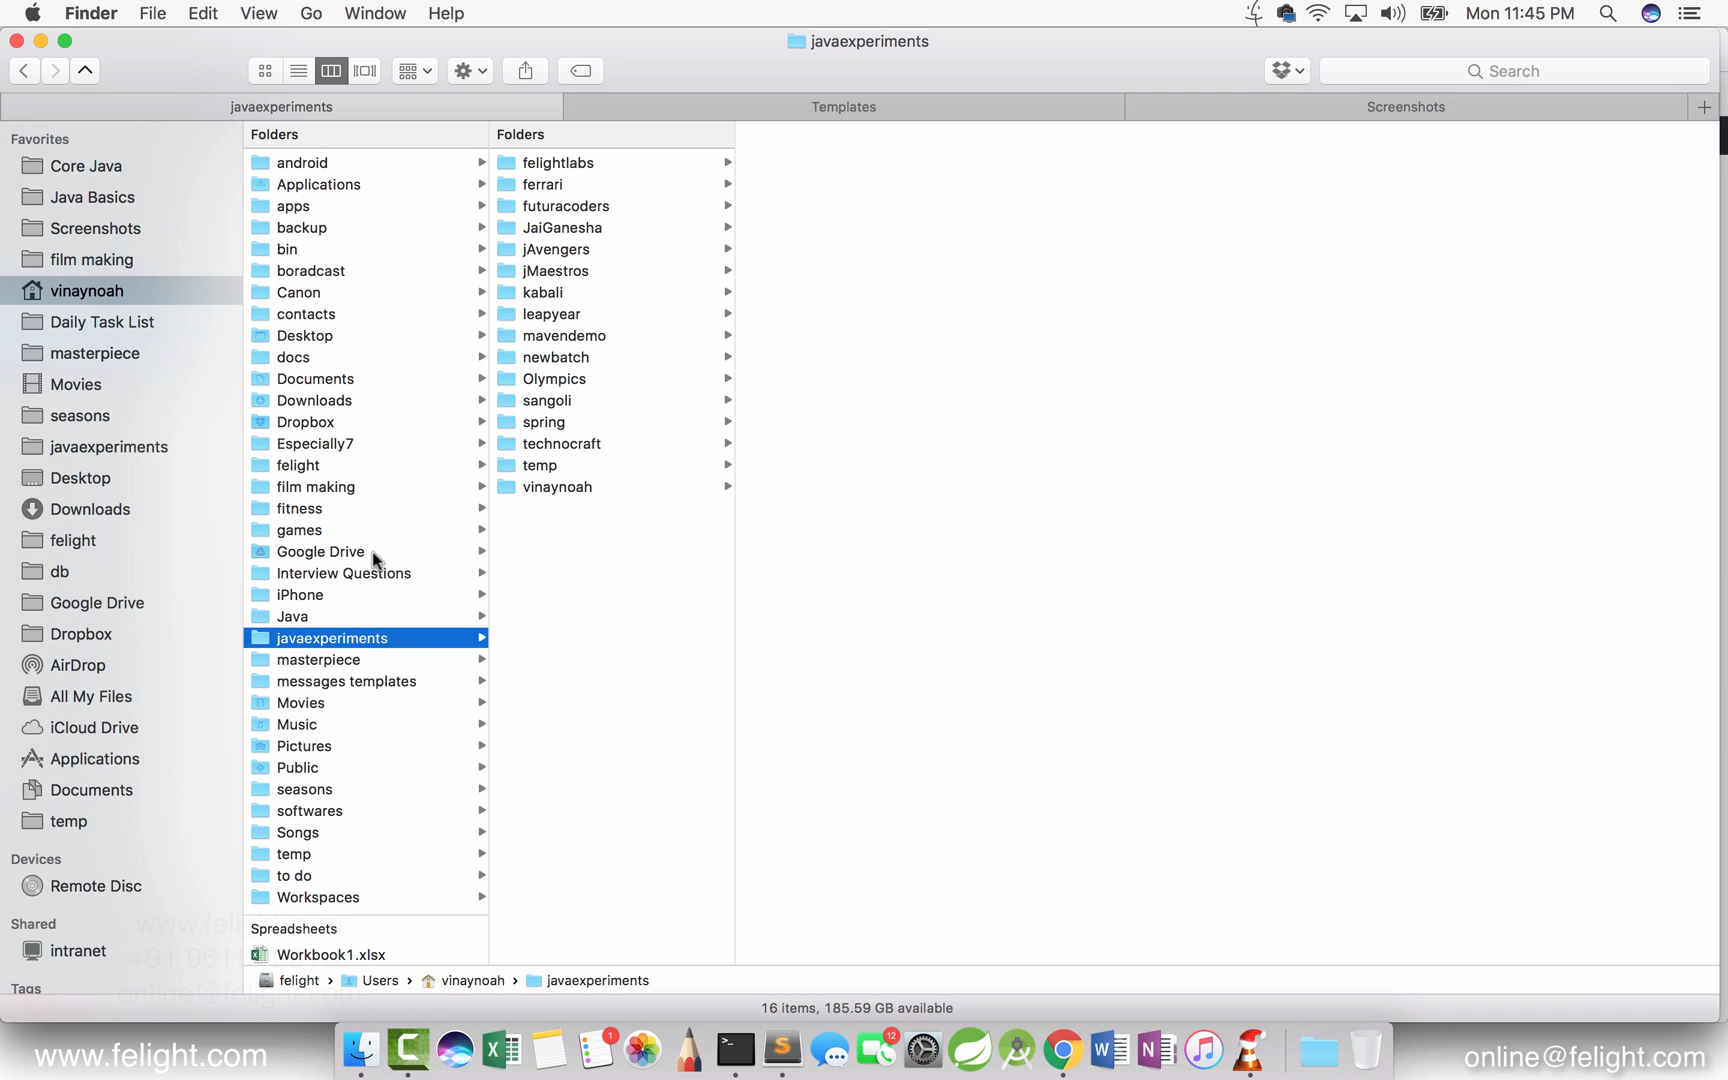 Finder File Edit View Go Window Help Mon 11:45 PM
javaexperiments
Search
javaexperiments Templates Screenshots
Favorites
Core Java
Java Basics
Screenshots
film making
vinaynoah
Daily Task List
masterpiece
Movies
seasons
javaexperiments
Desktop
Downloads
felight
db
Google Drive
Dropbox
AirDrop
All My Files
iCloud Drive
Applications
Documents
temp
Devices
Remote Disc
Shared
intranet
Tags
Folders
android
Applications
apps
backup
bin
boradcast
Canon
contacts
Desktop
docs
Documents
Downloads
Dropbox
Especially7
felight
film making
fitness
games
Google Drive
Interview Questions
iPhone
Java
javaexperiments
masterpiece
messages templates
Movies
Music
Pictures
Public
seasons
softwares
Songs
temp
to do
Workspaces
Spreadsheets
Workbook1.xlsx
Folders
felightlabs
ferrari
futuracoders
JaiGanesha
jAvengers
jMaestros
kabali
leapyear
mavendemo
newbatch
Olympics
sangoli
spring
technocraft
temp
vinaynoah
felight › Users › vinaynoah › javaexperiments
16 items, 185.59 GB available
1
12
www.felight.com
online@felight.com